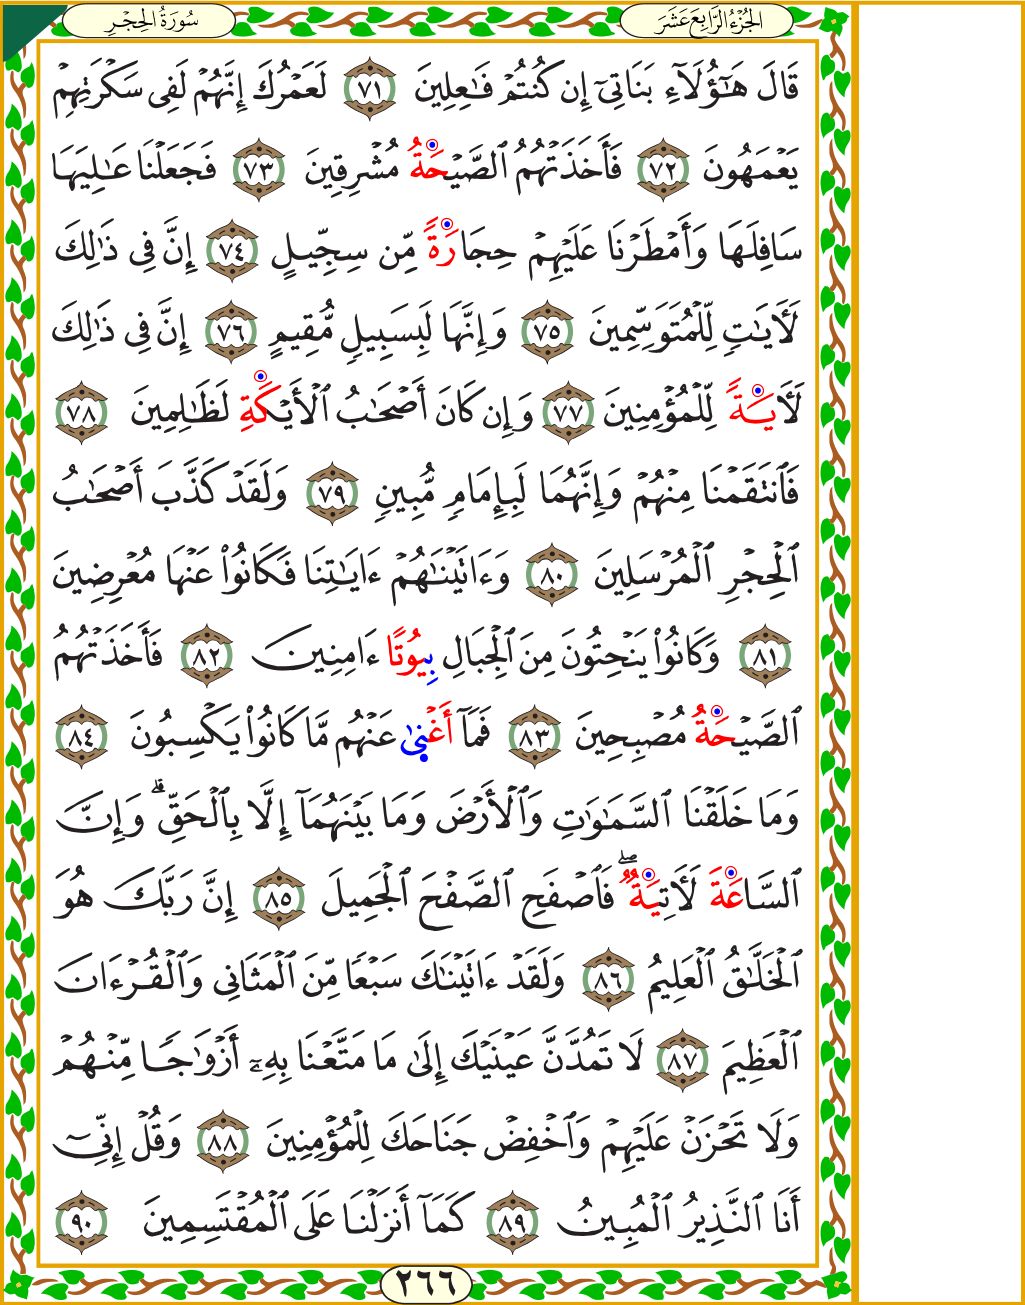 سُورَةُ الحِجْرِ
الجُزْءُ الرَّابِعَ عَشَرَ
قَالَ هَٰٓؤُلَآءِ بَنَاتِىٓ إِن كُنتُمْ فَٰعِلِينَ ٧١ لَعَمْرُكَ إِنَّهُمْ لَفِى سَكْرَتِهِمْ
يَعْمَهُونَ ٧٢ فَأَخَذَتْهُمُ ٱلصَّيْحَةُ مُشْرِقِينَ ٧٣ فَجَعَلْنَا عَٰلِيَهَا
سَافِلَهَا وَأَمْطَرْنَا عَلَيْهِمْ حِجَارَةً مِّن سِجِّيلٍ ٧٤ إِنَّ فِى ذَٰلِكَ
لَءَايَٰتٍ لِّلْمُتَوَسِّمِينَ ٧٥ وَإِنَّهَا لَبِسَبِيلٍ مُّقِيمٍ ٧٦ إِنَّ فِى ذَٰلِكَ
لَءَايَةً لِّلْمُؤْمِنِينَ ٧٧ وَإِن كَانَ أَصْحَٰبُ ٱلْأَيْكَةِ لَظَٰلِمِينَ ٧٨
فَٱنتَقَمْنَا مِنْهُمْ وَإِنَّهُمَا لَبِإِمَامٍ مُّبِينٍ ٧٩ وَلَقَدْ كَذَّبَ أَصْحَٰبُ
ٱلْحِجْرِ ٱلْمُرْسَلِينَ ٨٠ وَءَاتَيْنَٰهُمْ ءَايَٰتِنَا فَكَانُوا۟ عَنْهَا مُعْرِضِينَ
٨١ وَكَانُوا۟ يَنْحِتُونَ مِنَ ٱلْجِبَالِ بِيُوتًا ءَامِنِينَ ٨٢ فَأَخَذَتْهُمُ
ٱلصَّيْحَةُ مُصْبِحِينَ ٨٣ فَمَآ أَغْنَىٰ عَنْهُم مَّا كَانُوا۟ يَكْسِبُونَ ٨٤
وَمَا خَلَقْنَا ٱلسَّمَٰوَٰتِ وَٱلْأَرْضَ وَمَا بَيْنَهُمَآ إِلَّا بِٱلْحَقِّ ۗ وَإِنَّ
ٱلسَّاعَةَ لَءَاتِيَةٌ ۖ فَٱصْفَحِ ٱلصَّفْحَ ٱلْجَمِيلَ ٨٥ إِنَّ رَبَّكَ هُوَ
ٱلْخَلَّٰقُ ٱلْعَلِيمُ ٨٦ وَلَقَدْ ءَاتَيْنَٰكَ سَبْعًا مِّنَ ٱلْمَثَانِى وَٱلْقُرْءَانَ
ٱلْعَظِيمَ ٨٧ لَا تَمُدَّنَّ عَيْنَيْكَ إِلَىٰ مَا مَتَّعْنَا بِهِۦٓ أَزْوَٰجًا مِّنْهُمْ
وَلَا تَحْزَنْ عَلَيْهِمْ وَٱخْفِضْ جَنَاحَكَ لِلْمُؤْمِنِينَ ٨٨ وَقُلْ إِنِّىٓ
أَنَا ٱلنَّذِيرُ ٱلْمُبِينُ ٨٩ كَمَآ أَنزَلْنَا عَلَى ٱلْمُقْتَسِمِينَ ٩٠
٢٦٦